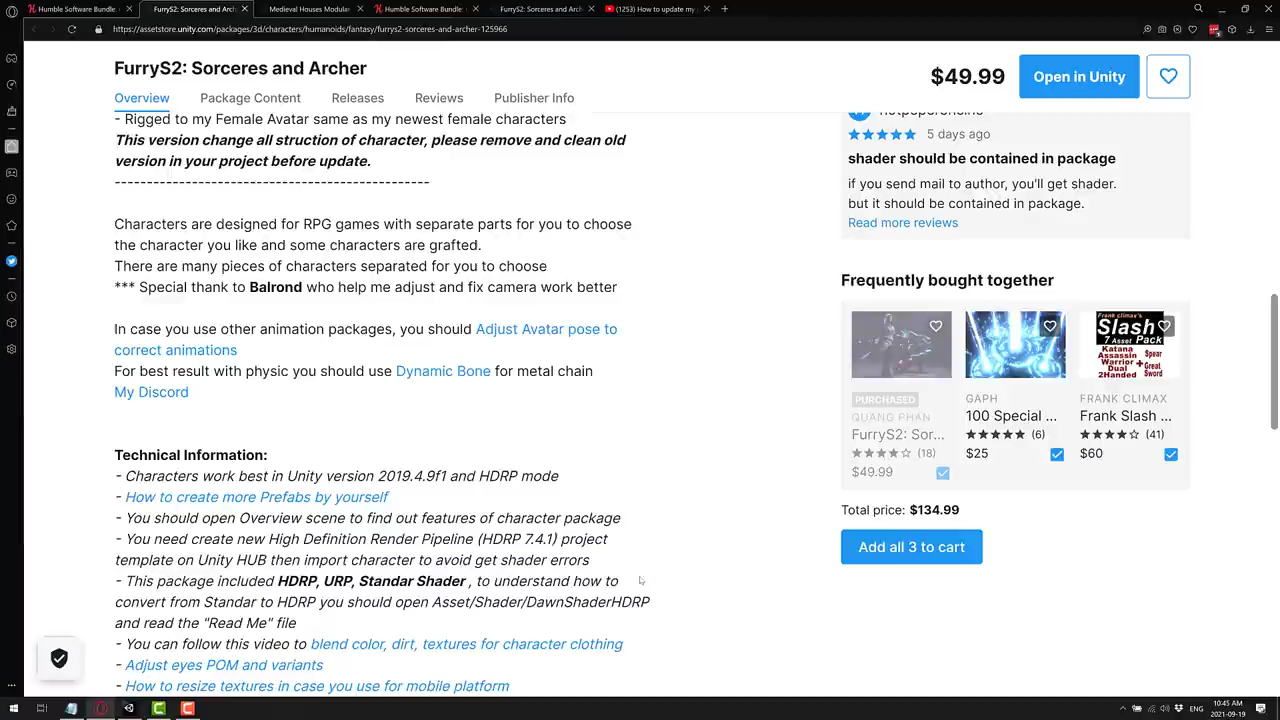 Humble Software Bundle:
FurryS2: Sorceres and Arch
Medieval Houses Modular
Humble Software Bundle:
FurryS2: Sorceres and Arch
(1253) How to update my
https://assetstore.unity.com/packages/3d/characters/humanoids/fantasy/furrys2-sorceres-and-archer-125966
FurryS2: Sorceres and Archer
$49.99
Open in Unity
Overview
Package Content
Releases
Reviews
Publisher Info
- Rigged to my Female Avatar same as my newest female characters
This version change all struction of character, please remove and clean old
version in your project before update.
--------------------------------------------------
Characters are designed for RPG games with separate parts for you to choose
the character you like and some characters are grafted.
There are many pieces of characters separated for you to choose
*** Special thank to Balrond who help me adjust and fix camera work better
In case you use other animation packages, you should Adjust Avatar pose to
correct animations
For best result with physic you should use Dynamic Bone for metal chain
My Discord
Technical Information:
- Characters work best in Unity version 2019.4.9f1 and HDRP mode
- How to create more Prefabs by yourself
- You should open Overview scene to find out features of character package
- You need create new High Definition Render Pipeline (HDRP 7.4.1) project
template on Unity HUB then import character to avoid get shader errors
- This package included HDRP, URP, Standar Shader , to understand how to
convert from Standar to HDRP you should open Asset/Shader/DawnShaderHDRP
and read the "Read Me" file
- You can follow this video to blend color, dirt, textures for character clothing
- Adjust eyes POM and variants
- How to resize textures in case you use for mobile platform
5 days ago
shader should be contained in package
if you send mail to author, you'll get shader.
but it should be contained in package.
Read more reviews
Frequently bought together
PURCHASED
QUANG PHAN
FurryS2: Sor...
(18)
$49.99
GAPH
100 Special ...
(6)
$25
Frank climax's
Slash
7 Asset Pack
Katana
Assassin
Warrior
Dual
2Handed
+
Spear
Great
Sword
FRANK CLIMAX
Frank Slash ...
(41)
$60
Total price: $134.99
Add all 3 to cart
ENG
10:45 AM
2021-09-19